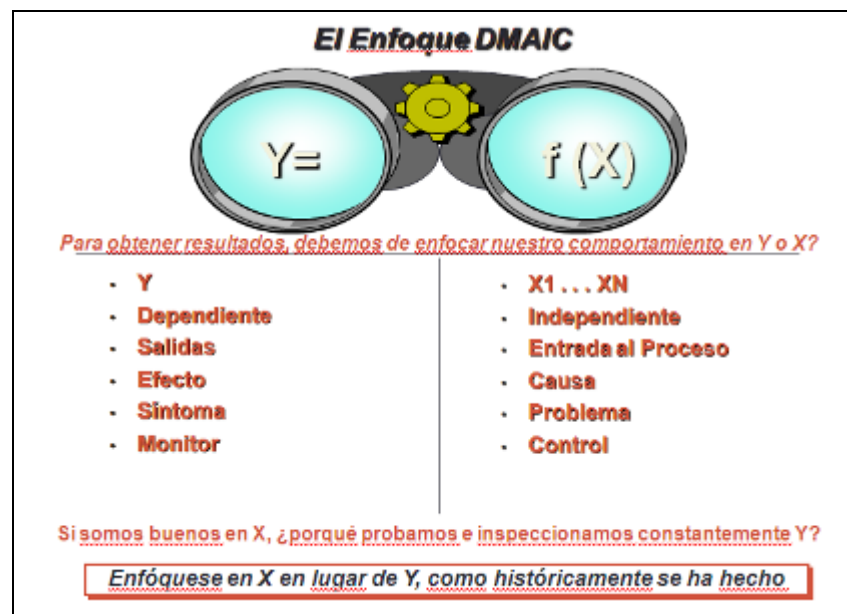 El Enfoque DMAIC
Y=
f (X)
Para obtener resultados, debemos de enfocar nuestro comportamiento en Y o X?
Y
Dependiente
Salidas
Efecto
Síntoma
Monitor
X1 . . . XN
Independiente
Entrada al Proceso
Causa
Problema
Control
Si somos buenos en X, ¿porqué probamos e inspeccionamos constantemente Y?
Enfóquese en X en lugar de Y, como históricamente se ha hecho